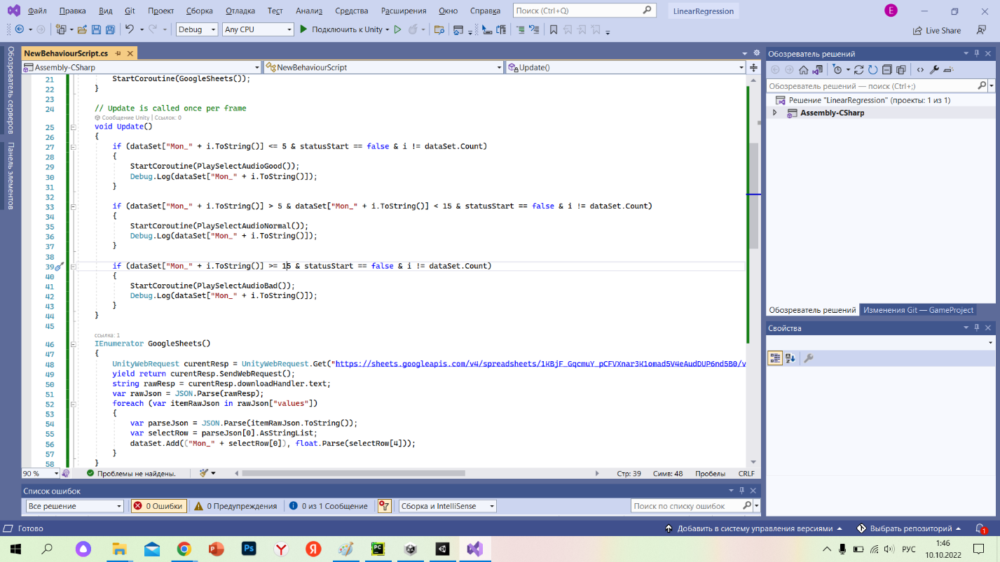 Файл Правка Вид Git Проект Сборка Отладка Тест Анализ Средства Расширения Окно Справка Поиск (Ctrl+Q) LinearRegression E
Debug Any CPU Подключить к Unity Live Share
Обозреватель серверов
Панель элементов
NewBehaviourScript.cs
Assembly-CSharp NewBehaviourScript Update()
21 StartCoroutine(GoogleSheets());
22 }
23
24 // Update is called once per frame
Сообщение Unity | Ссылок: 0
25 void Update()
26 {
27 if (dataSet["Mon_" + i.ToString()] <= 5 & statusStart == false & i != dataSet.Count)
28 {
29 StartCoroutine(PlaySelectAudioGood());
30 Debug.Log(dataSet["Mon_" + i.ToString()]);
31 }
32
33 if (dataSet["Mon_" + i.ToString()] > 5 & dataSet["Mon_" + i.ToString()] < 15 & statusStart == false & i != dataSet.Count)
34 {
35 StartCoroutine(PlaySelectAudioNormal());
36 Debug.Log(dataSet["Mon_" + i.ToString()]);
37 }
38
39 if (dataSet["Mon_" + i.ToString()] >= 15 & statusStart == false & i != dataSet.Count)
40 {
41 StartCoroutine(PlaySelectAudioBad());
42 Debug.Log(dataSet["Mon_" + i.ToString()]);
43 }
44 }
45
ссылка: 1
46 IEnumerator GoogleSheets()
47 {
48 UnityWebRequest curentResp = UnityWebRequest.Get("https://sheets.googleapis.com/v4/spreadsheets/1KBjF_GqcmuY_pCFVXnar3K1omad5V4eAudDUP6nd5B0/v
49 yield return curentResp.SendWebRequest();
50 string rawResp = curentResp.downloadHandler.text;
51 var rawJson = JSON.Parse(rawResp);
52 foreach (var itemRawJson in rawJson["values"])
53 {
54 var parseJson = JSON.Parse(itemRawJson.ToString());
55 var selectRow = parseJson[0].AsStringList;
56 dataSet.Add(("Mon_" + selectRow[0]), float.Parse(selectRow[4]));
57 }
58 }
90 % Проблемы не найдены. Стр: 39 Симв: 48 Пробелы CRLF
Список ошибок
Все решение 0 Ошибки 0 Предупреждения 0 из 1 Сообщение Сборка и IntelliSense Поиск по списку ошибок
Обозреватель решений
Обозреватель решений — поиск (Ctrl+;)
Решение "LinearRegression" (проекты: 1 из 1)
Assembly-CSharp
Обозреватель решений Изменения Git — GameProject
Свойства
Готово Добавить в систему управления версиями Выбрать репозиторий 1
РУС 1:46
10.10.2022